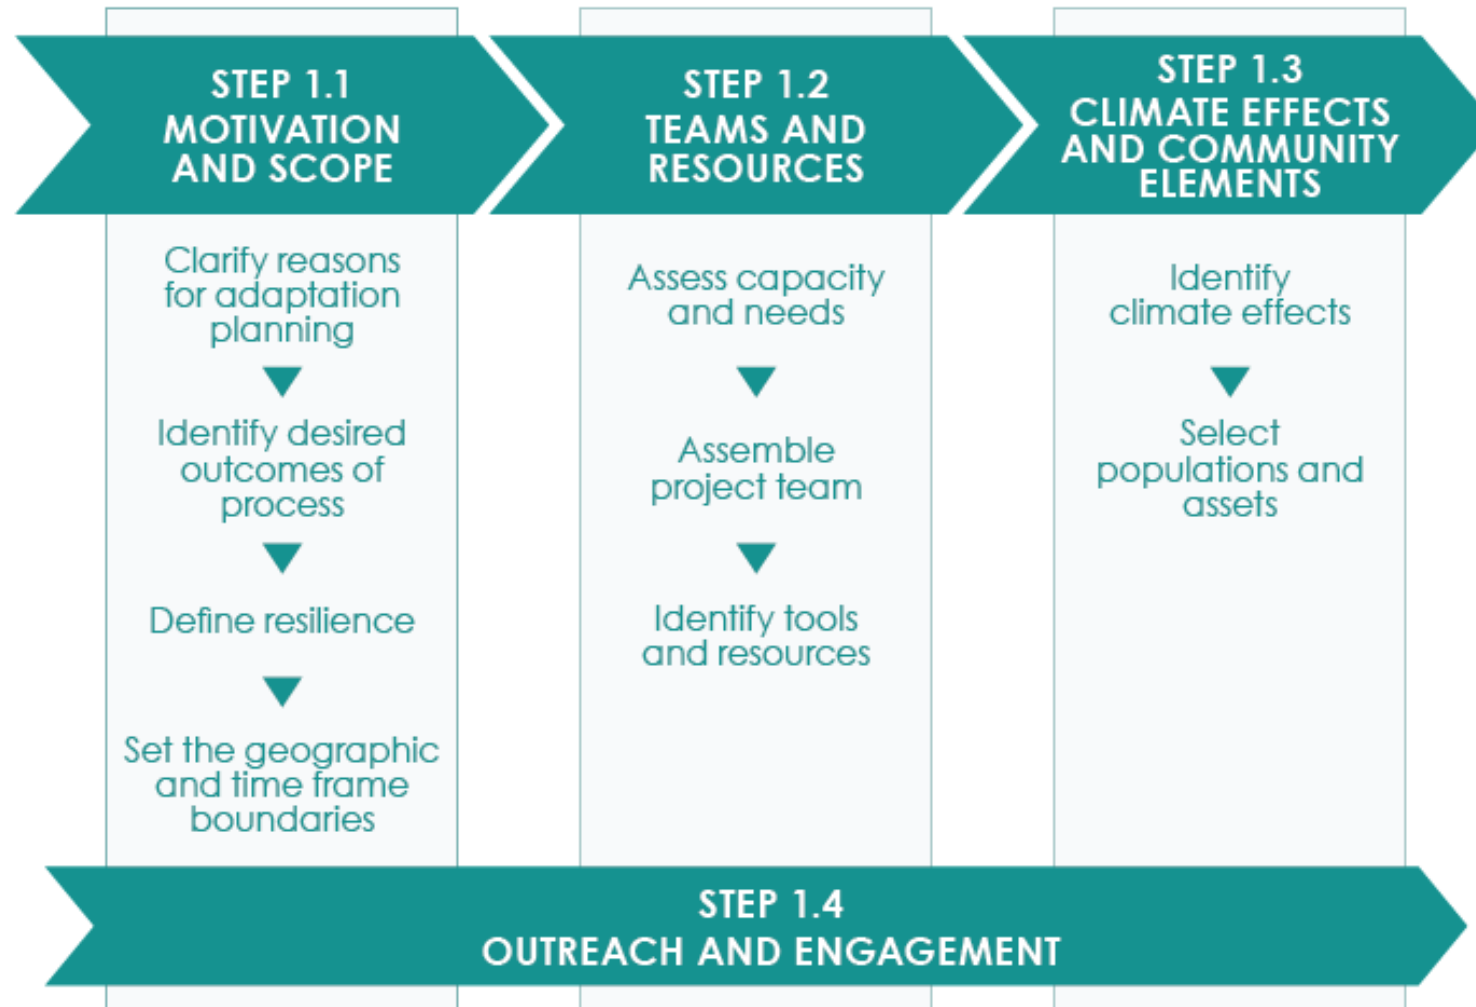 STEP 1.1
MOTIVATION
AND SCOPE
Clarify reasons
for adaptation
planning
Identify desired
outcomes of
process
Define resilience
Set the geographic
and time frame
boundaries
STEP 1.2
TEAMS AND
RESOURCES
Assess capacity
and needs
Assemble
project team
Identify tools
and resources
STEP 1.3
CLIMATE EFFECTS
AND COMMUNITY
ELEMENTS
Identify
climate effects
Select
populations and
assets
STEP 1.4
OUTREACH AND ENGAGEMENT